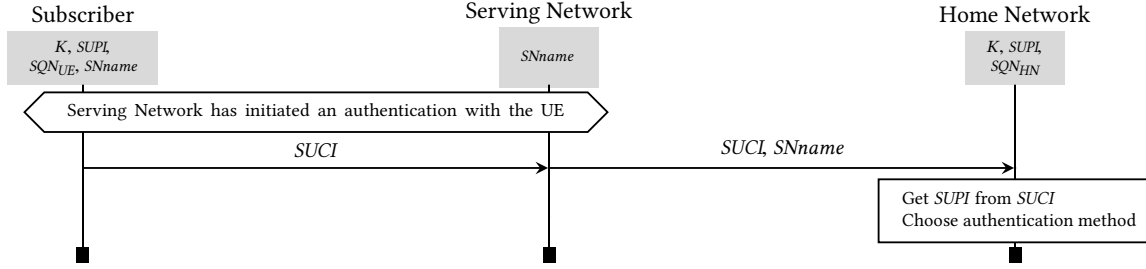 Subscriber
Serving Network
Home Network
K, SUPI,
SQN_UE, SNname
SNname
K, SUPI,
SQN_HN
Serving Network has initiated an authentication with the UE
SUCI
SUCI, SNname
Get SUPI from SUCI
Choose authentication method